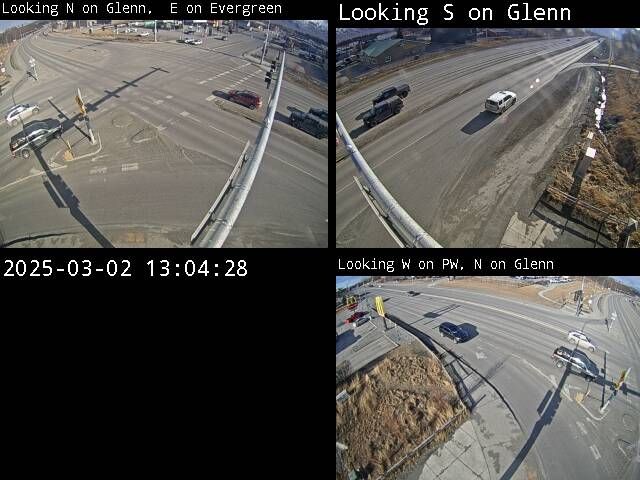 Looking N on Glenn, E on Evergreen
Looking S on Glenn
2025-03-02 13:04:28
Looking W on PW, N on Glenn